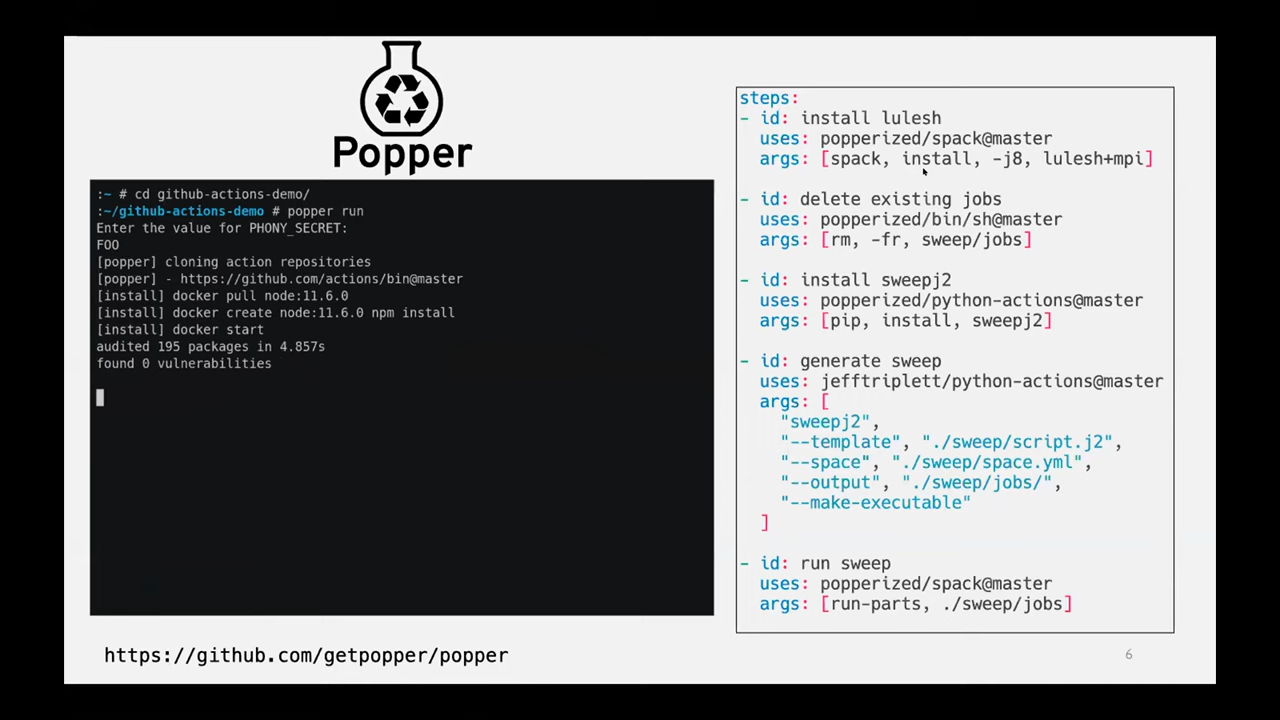 Popper
:~ # cd github-actions-demo/
:~/github-actions-demo # popper run
Enter the value for PHONY_SECRET:
FOO
[popper] cloning action repositories
[popper] - https://github.com/actions/bin@master
[install] docker pull node:11.6.0
[install] docker create node:11.6.0 npm install
[install] docker start
audited 195 packages in 4.857s
found 0 vulnerabilities
https://github.com/getpopper/popper
steps:
- id: install lulesh
uses: popperized/spack@master
args: [spack, install, -j8, lulesh+mpi]
- id: delete existing jobs
uses: popperized/bin/sh@master
args: [rm, -fr, sweep/jobs]
- id: install sweepj2
uses: popperized/python-actions@master
args: [pip, install, sweepj2]
- id: generate sweep
uses: jefftriplett/python-actions@master
args: [
"sweepj2",
"--template", "./sweep/script.j2",
"--space", "./sweep/space.yml",
"--output", "./sweep/jobs/",
"--make-executable"
]
- id: run sweep
uses: popperized/spack@master
args: [run-parts, ./sweep/jobs]
6